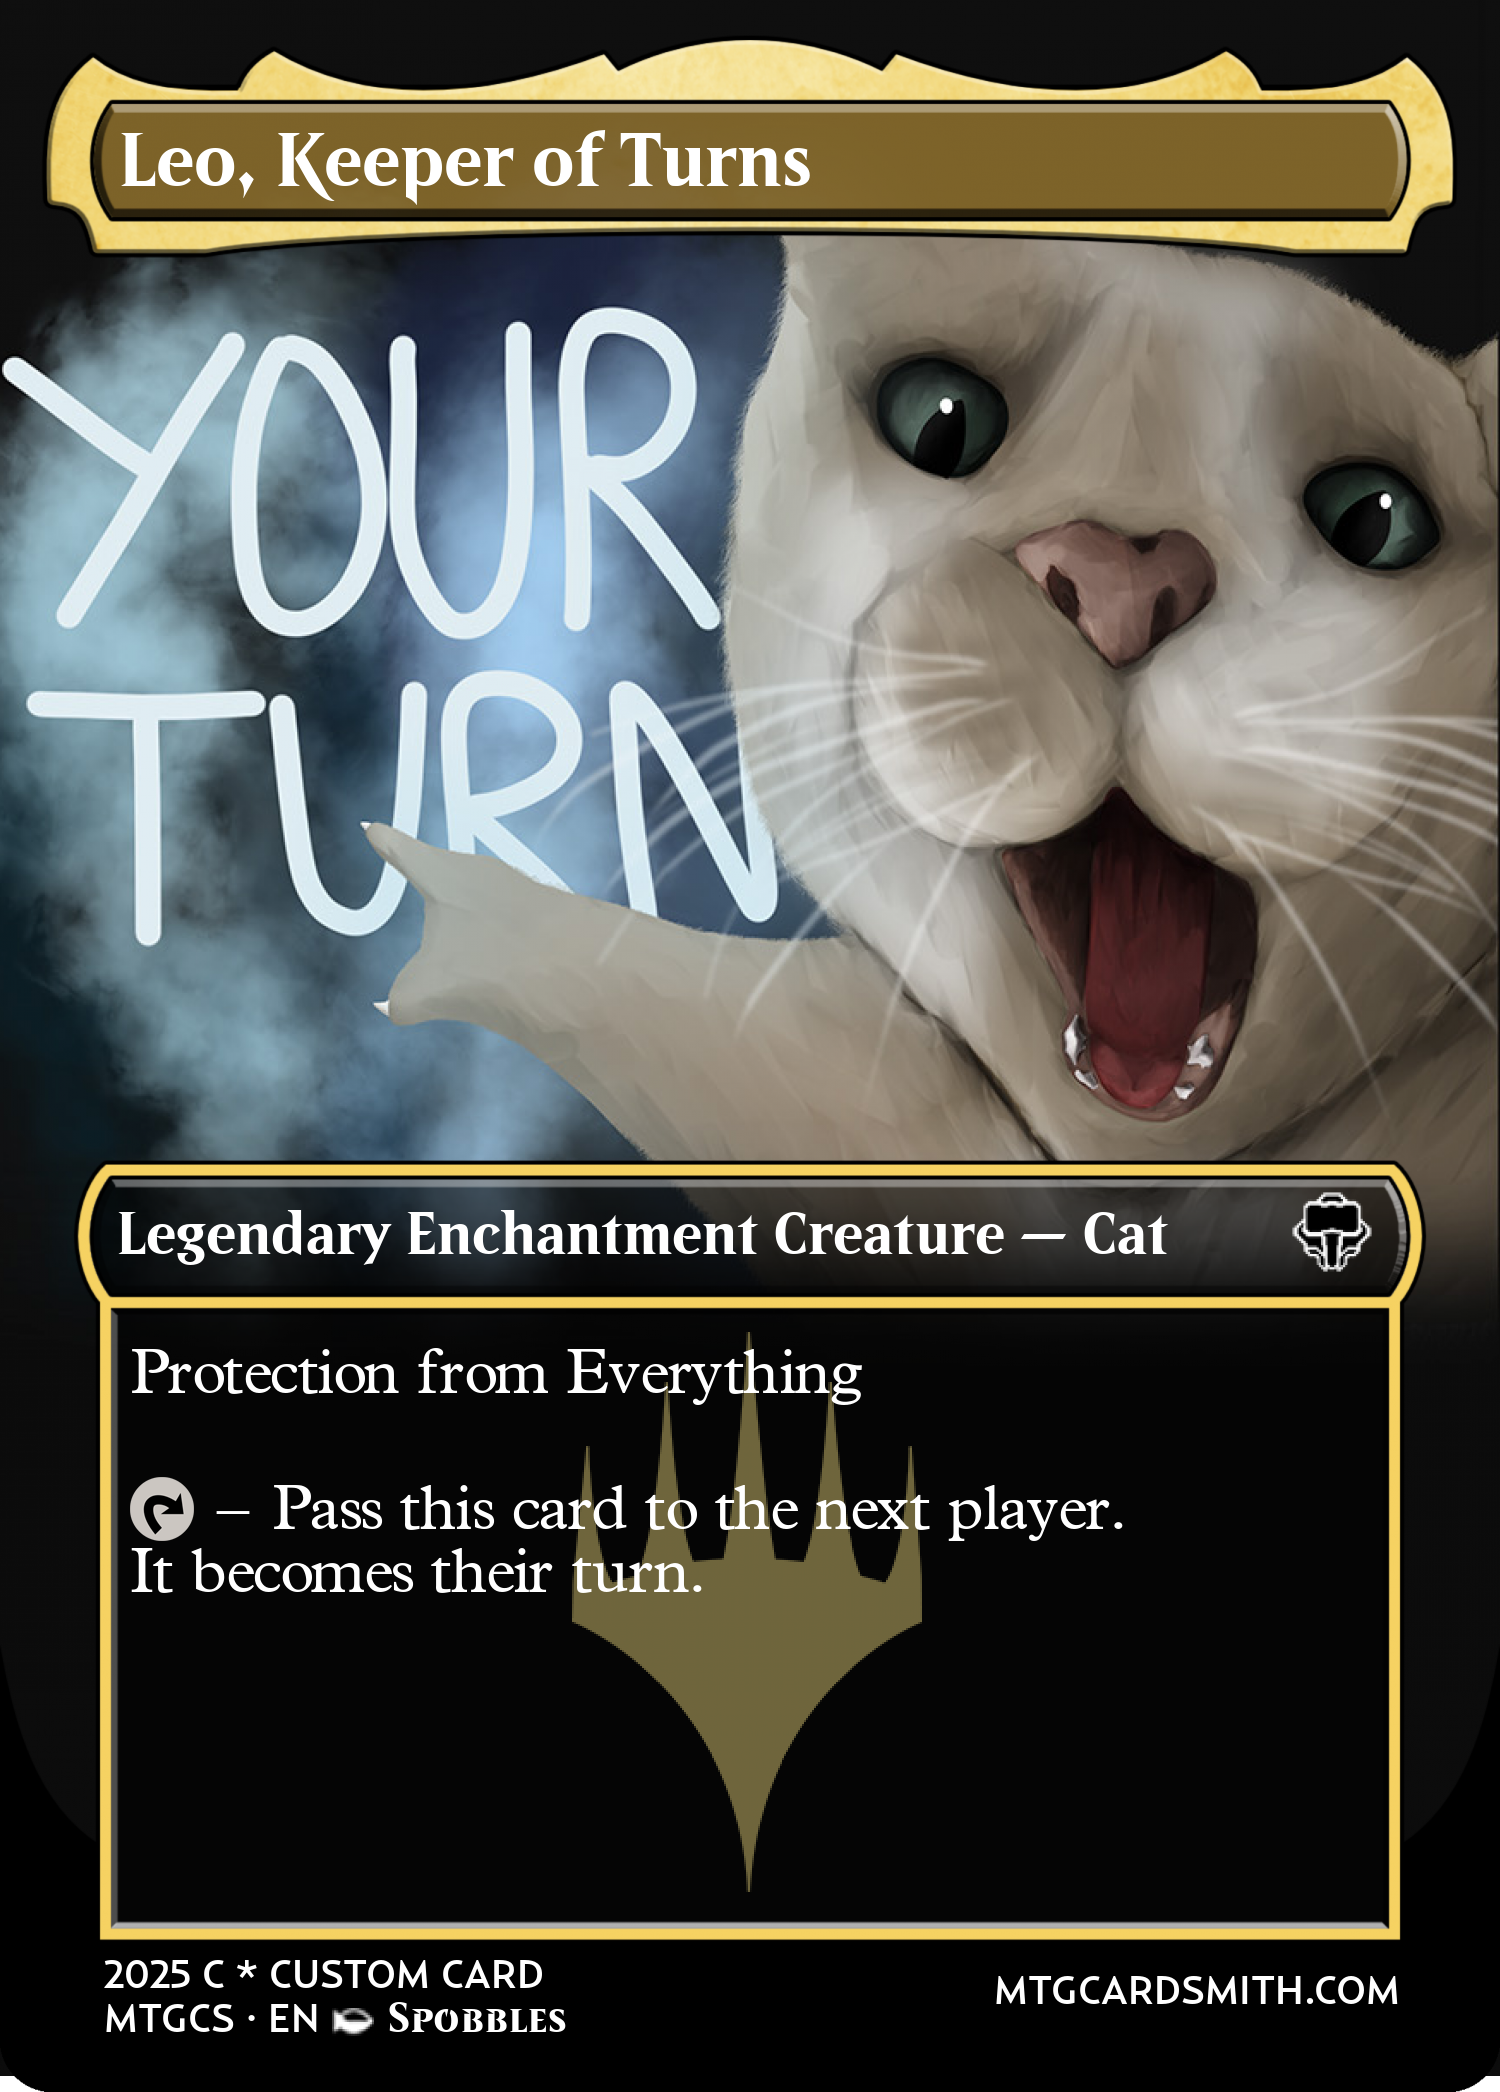 Leo, Keeper of Turns
YOUR
TURN
Legendary Enchantment Creature — Cat
Protection from Everything
– Pass this card to the next player.
It becomes their turn.
2025 C * CUSTOM CARD
MTGCS · EN SPOBBLES
MTGCARDSMITH.COM